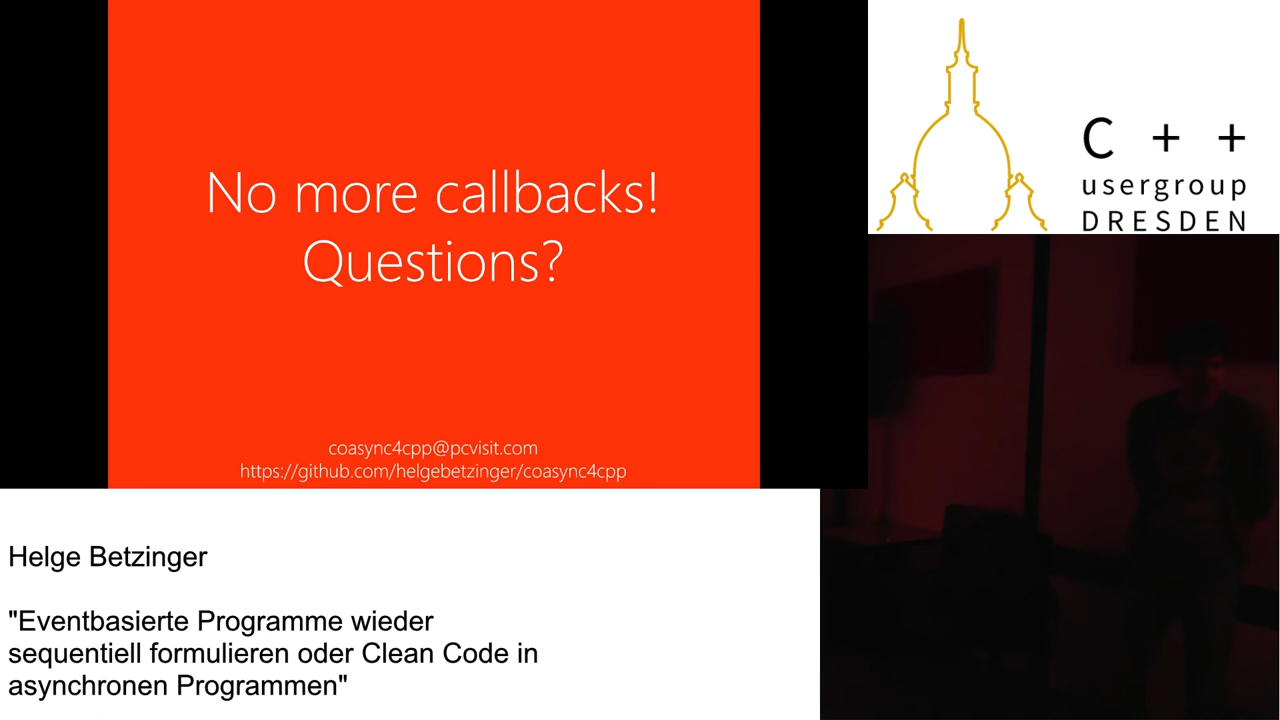 No more callbacks!
Questions?
coasync4cpp@pcvisit.com
https://github.com/helgebetzinger/coasync4cpp
C + +
usergroup
DRESDEN
Helge Betzinger
"Eventbasierte Programme wieder
sequentiell formulieren oder Clean Code in
asynchronen Programmen"